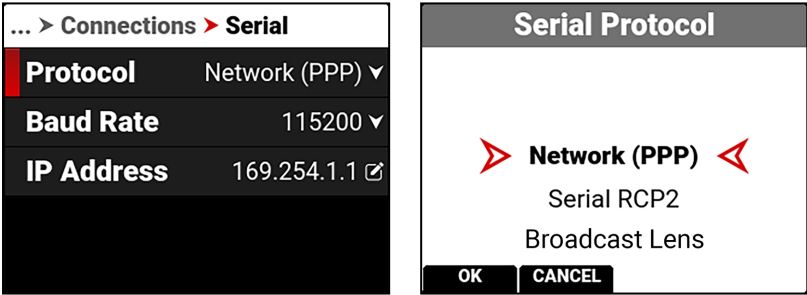 ... > Connections > Serial
Protocol Network (PPP)
Baud Rate 115200
IP Address 169.254.1.1
Serial Protocol
Network (PPP)
Serial RCP2
Broadcast Lens
OK CANCEL